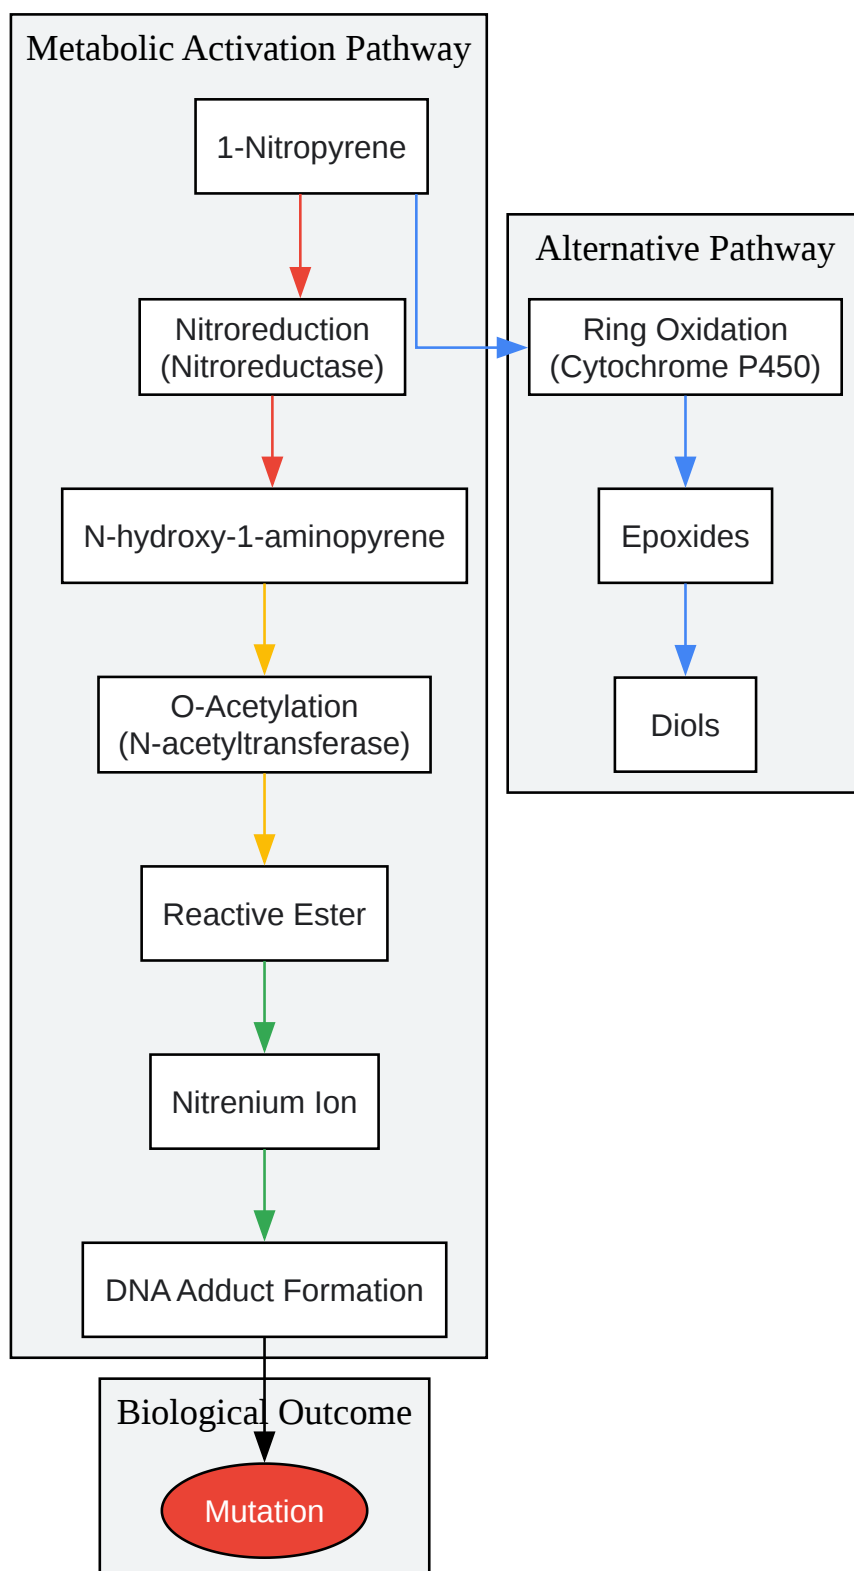 Metabolic Activation Pathway
1-Nitropyrene
Nitroreduction
(Nitroreductase)
N-hydroxy-1-aminopyrene
O-Acetylation
(N-acetyltransferase)
Reactive Ester
Nitrenium Ion
DNA Adduct Formation
Alternative Pathway
Ring Oxidation
(Cytochrome P450)
Epoxides
Diols
Biological Outcome
Mutation